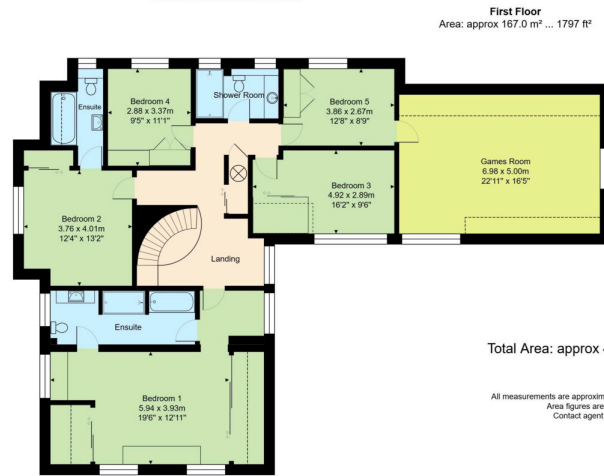 First Floor
Area: approx 167.0 m² ... 1797 ft²
Ensuite
Bedroom 4
2.88 x 3.37m
9'5" x 11'1"
Shower Room
Bedroom 5
3.86 x 2.67m
12'8" x 8'9"
Games Room
6.98 x 5.00m
22'11" x 16'5"
Bedroom 3
4.92 x 2.89m
16'2" x 9'6"
Bedroom 2
3.76 x 4.01m
12'4" x 13'2"
Landing
Ensuite
Bedroom 1
5.94 x 3.93m
19'6" x 12'11"
Total Area: approx
All measurements are approxim
Area figures are
Contact agent